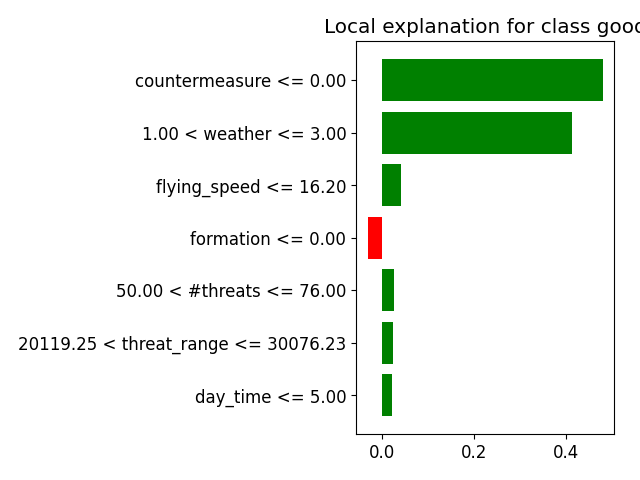 Local explanation for class good
countermeasure <= 0.00
1.00 < weather <= 3.00
flying_speed <= 16.20
formation <= 0.00
50.00 < #threats <= 76.00
20119.25 < threat_range <= 30076.23
day_time <= 5.00
0.0 0.2 0.4